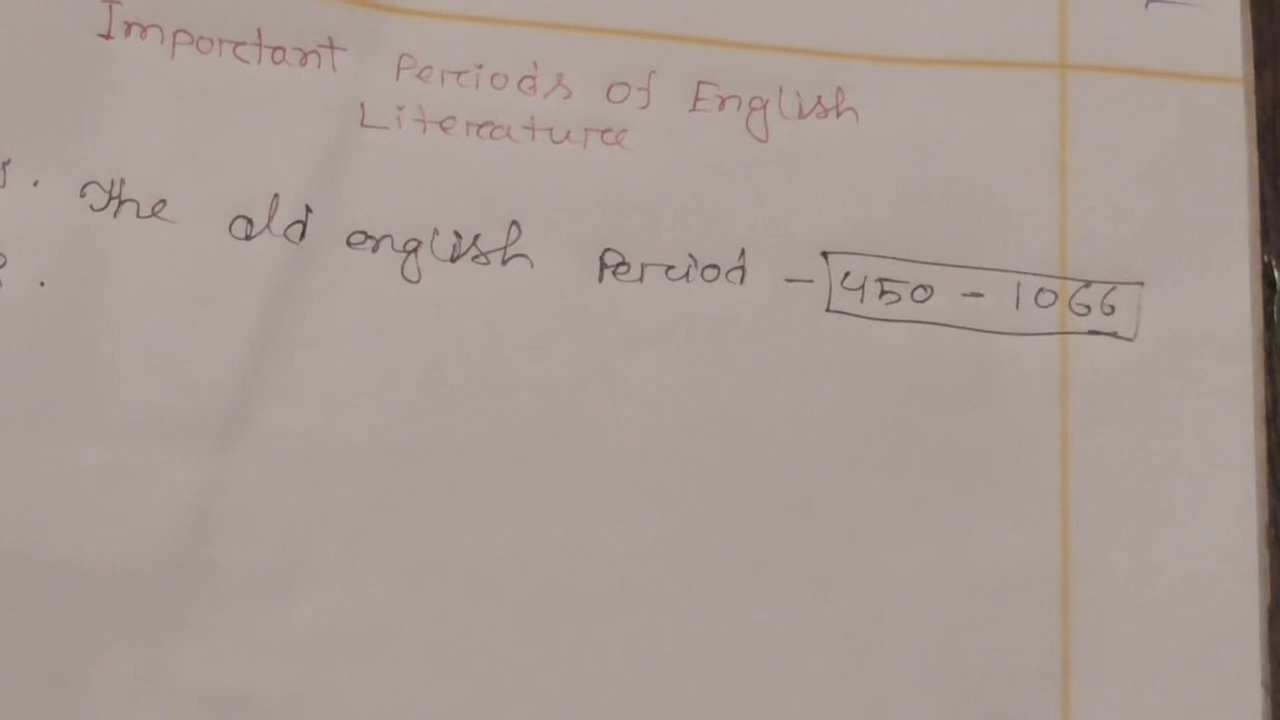 Important Periods of English
Literature
. The old english Period - 450 - 1066
.